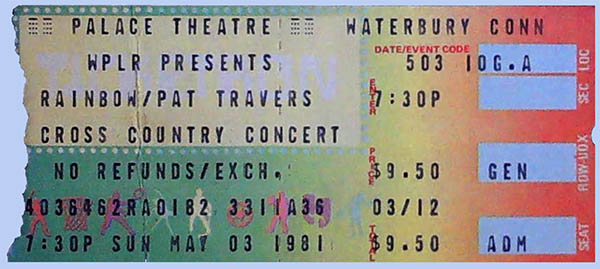 PALACE THEATRE WATERBURY CONN
DATE/EVENT CODE
WPLR PRESENTS 503 10G.A
RAINBOW/PAT TRAVERS ENTER 7:30P
CROSS COUNTRY CONCERT
NO REFUNDS/EXCH. PRICE $9.50 GEN
4036462RA0182 3311A36 03/12
7:30P SUN MAY 03 1981 TOTAL $9.50 ADM
LOC
SEC
ROW-BOX
SEAT